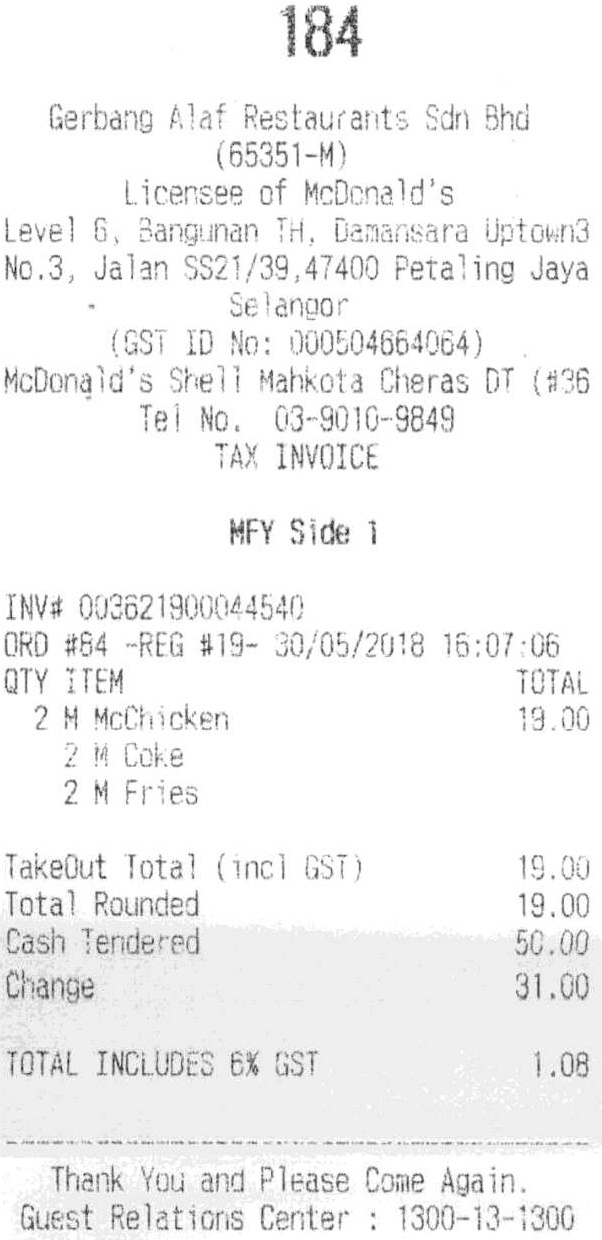 184
Gerbang Alaf Restaurants Sdn Bhd
(65351-M)
Licensee of McDonald's
Level 6, Bangunan TH, Damansara Uptown3
No.3, Jalan SS21/39,47400 Petaling Jaya
Selangor
(GST ID No: 000504664064)
McDonald's Shell Mahkota Cheras DT (#36
Tel No. 03-9010-9849
TAX INVOICE
MFY Side 1
INV# 003621900044540
ORD #84 -REG #19- 30/05/2018 16:07:06
QTY ITEM TOTAL
2 M McChicken 19.00
2 M Coke
2 M Fries
TakeOut Total (incl GST) 19.00
Total Rounded 19.00
Cash Tendered 50.00
Change 31.00
TOTAL INCLUDES 6% GST 1.08
Thank You and Please Come Again.
Guest Relations Center : 1300-13-1300